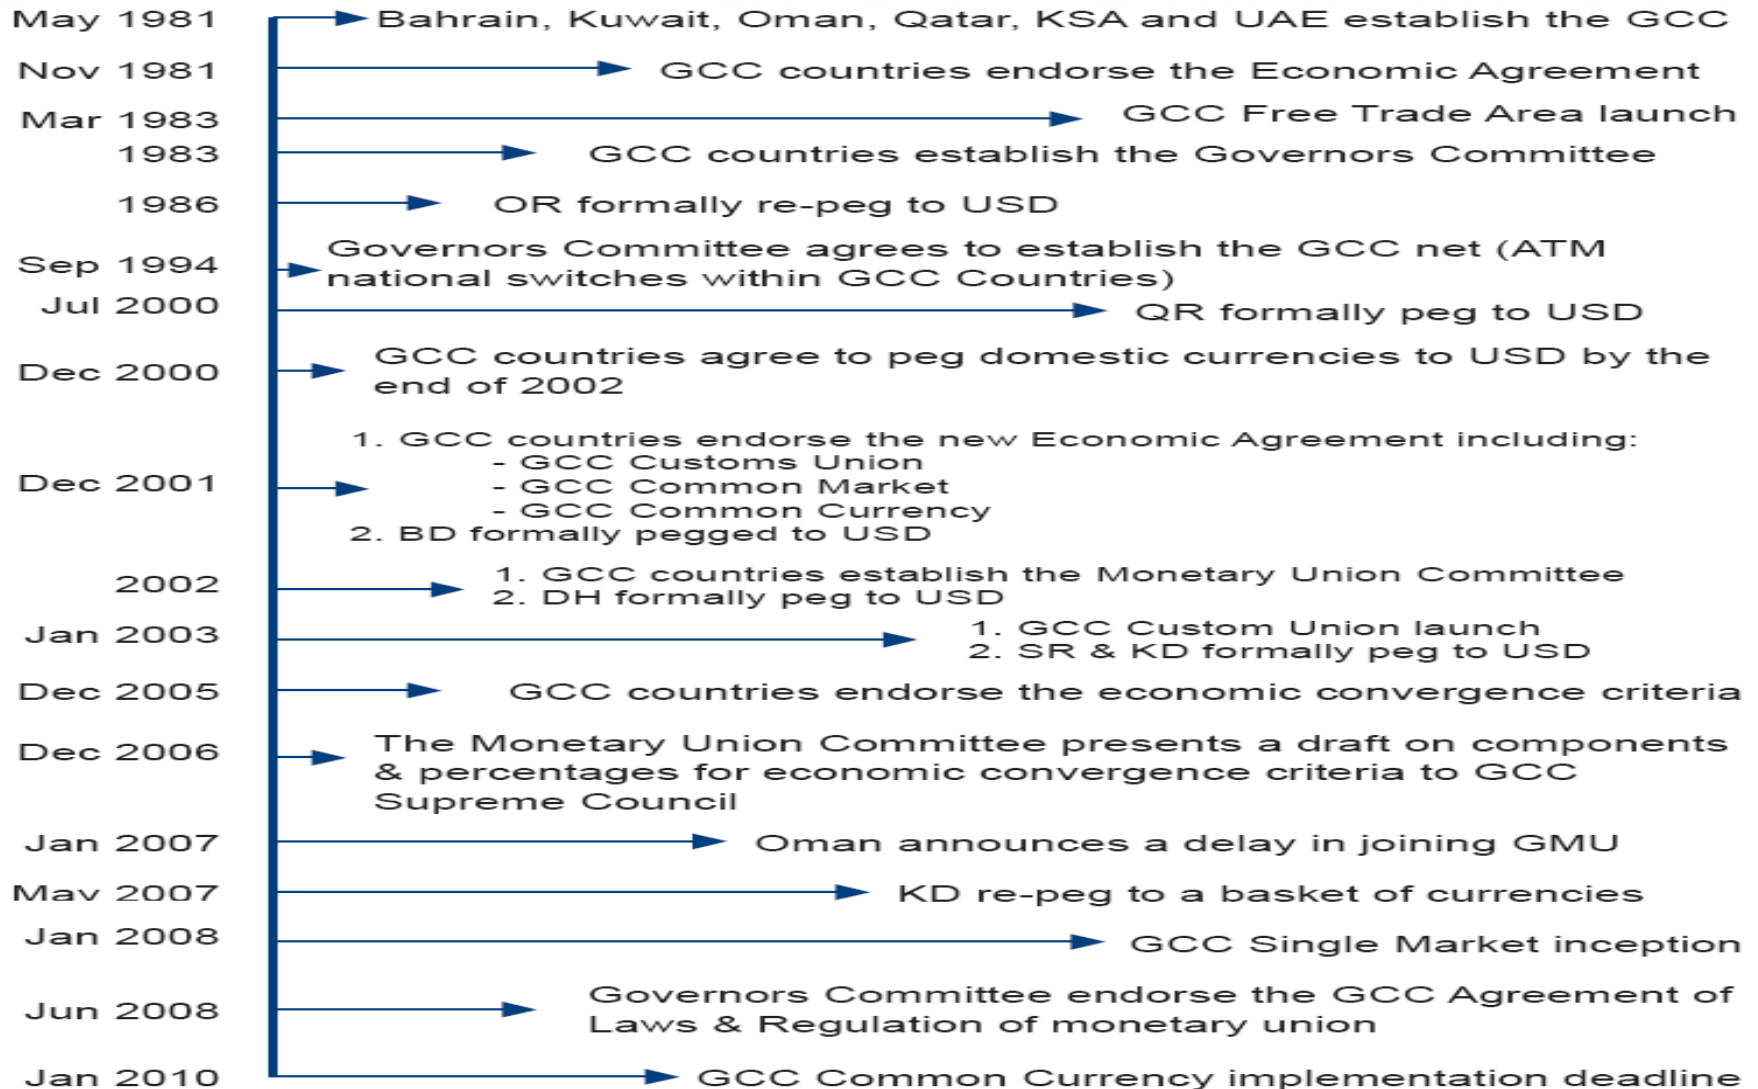 May 1981 Bahrain, Kuwait, Oman, Qatar, KSA and UAE establish the GCC
Nov 1981 GCC countries endorse the Economic Agreement
Mar 1983 GCC Free Trade Area launch
1983 GCC countries establish the Governors Committee
1986 OR formally re-peg to USD
Sep 1994 Governors Committee agrees to establish the GCC net (ATM
national switches within GCC Countries)
Jul 2000 QR formally peg to USD
Dec 2000 GCC countries agree to peg domestic currencies to USD by the
end of 2002
Dec 2001
1. GCC countries endorse the new Economic Agreement including:
- GCC Customs Union
- GCC Common Market
- GCC Common Currency
2. BD formally pegged to USD
2002
1. GCC countries establish the Monetary Union Committee
2. DH formally peg to USD
Jan 2003
1. GCC Custom Union launch
2. SR & KD formally peg to USD
Dec 2005 GCC countries endorse the economic convergence criteria
Dec 2006 The Monetary Union Committee presents a draft on components
& percentages for economic convergence criteria to GCC
Supreme Council
Jan 2007 Oman announces a delay in joining GMU
May 2007 KD re-peg to a basket of currencies
Jan 2008 GCC Single Market inception
Jun 2008 Governors Committee endorse the GCC Agreement of
Laws & Regulation of monetary union
Jan 2010 GCC Common Currency implementation deadline